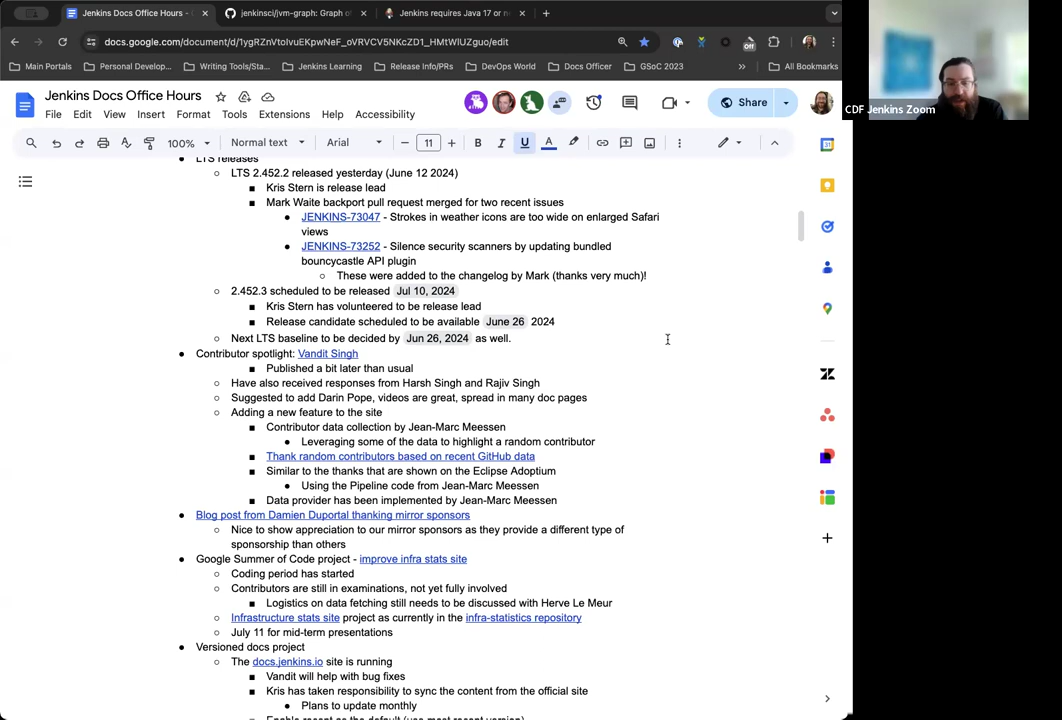 Jenkins Docs Office Hours -
jenkinsci/jvm-graph: Graph o
Jenkins requires Java 17 or n
docs.google.com/document/d/1ygRZnVtoIvuEKpwNeF_oVRVCV5NKcZD1_HMtWlUZguo/edit
Off
Main Portals
Personal Develop...
Writing Tools/Sta...
Jenkins Learning
Release Info/PRs
DevOps World
Docs Officer
GSoC 2023
All Bookmarks
CDF Jenkins Zoom
Jenkins Docs Office Hours
Share
File Edit View Insert Format Tools Extensions Help Accessibility
100% Normal text Arial 11 B I U A
• LTS releases
○ LTS 2.452.2 released yesterday (June 12 2024)
■ Kris Stern is release lead
■ Mark Waite backport pull request merged for two recent issues
● JENKINS-73047 - Strokes in weather icons are too wide on enlarged Safari
views
● JENKINS-73252 - Silence security scanners by updating bundled
bouncycastle API plugin
○ These were added to the changelog by Mark (thanks very much)!
○ 2.452.3 scheduled to be released Jul 10, 2024
■ Kris Stern has volunteered to be release lead
■ Release candidate scheduled to be available June 26 2024
○ Next LTS baseline to be decided by Jun 26, 2024 as well.
● Contributor spotlight: Vandit Singh
■ Published a bit later than usual
○ Have also received responses from Harsh Singh and Rajiv Singh
○ Suggested to add Darin Pope, videos are great, spread in many doc pages
○ Adding a new feature to the site
■ Contributor data collection by Jean-Marc Meessen
● Leveraging some of the data to highlight a random contributor
■ Thank random contributors based on recent GitHub data
■ Similar to the thanks that are shown on the Eclipse Adoptium
● Using the Pipeline code from Jean-Marc Meessen
■ Data provider has been implemented by Jean-Marc Meessen
● Blog post from Damien Duportal thanking mirror sponsors
○ Nice to show appreciation to our mirror sponsors as they provide a different type of
sponsorship than others
● Google Summer of Code project - improve infra stats site
○ Coding period has started
○ Contributors are still in examinations, not yet fully involved
■ Logistics on data fetching still needs to be discussed with Herve Le Meur
○ Infrastructure stats site project as currently in the infra-statistics repository
○ July 11 for mid-term presentations
● Versioned docs project
○ The docs.jenkins.io site is running
■ Vandit will help with bug fixes
■ Kris has taken responsibility to sync the content from the official site
● Plans to update monthly
■ Enable recent as the default (use most recent version)